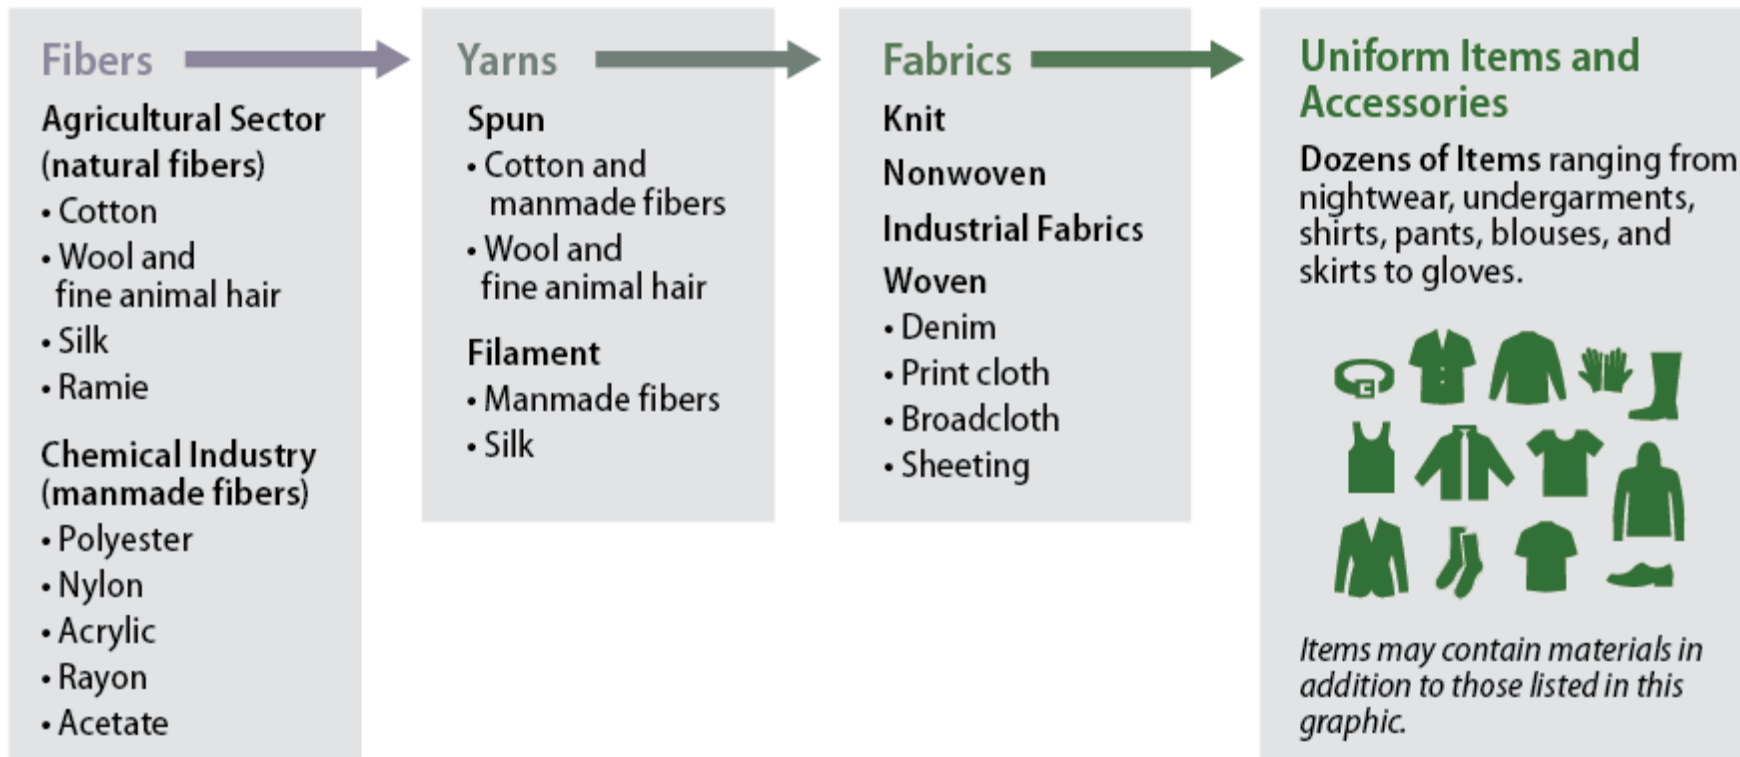 Fibers
Agricultural Sector
(natural fibers)
• Cotton
• Wool and
fine animal hair
• Silk
• Ramie
Chemical Industry
(manmade fibers)
• Polyester
• Nylon
• Acrylic
• Rayon
• Acetate
Yarns
Spun
• Cotton and
manmade fibers
• Wool and
fine animal hair
Filament
• Manmade fibers
• Silk
Fabrics
Knit
Nonwoven
Industrial Fabrics
Woven
• Denim
• Print cloth
• Broadcloth
• Sheeting
Uniform Items and
Accessories
Dozens of Items ranging from
nightwear, undergarments,
shirts, pants, blouses, and
skirts to gloves.
Items may contain materials in
addition to those listed in this
graphic.